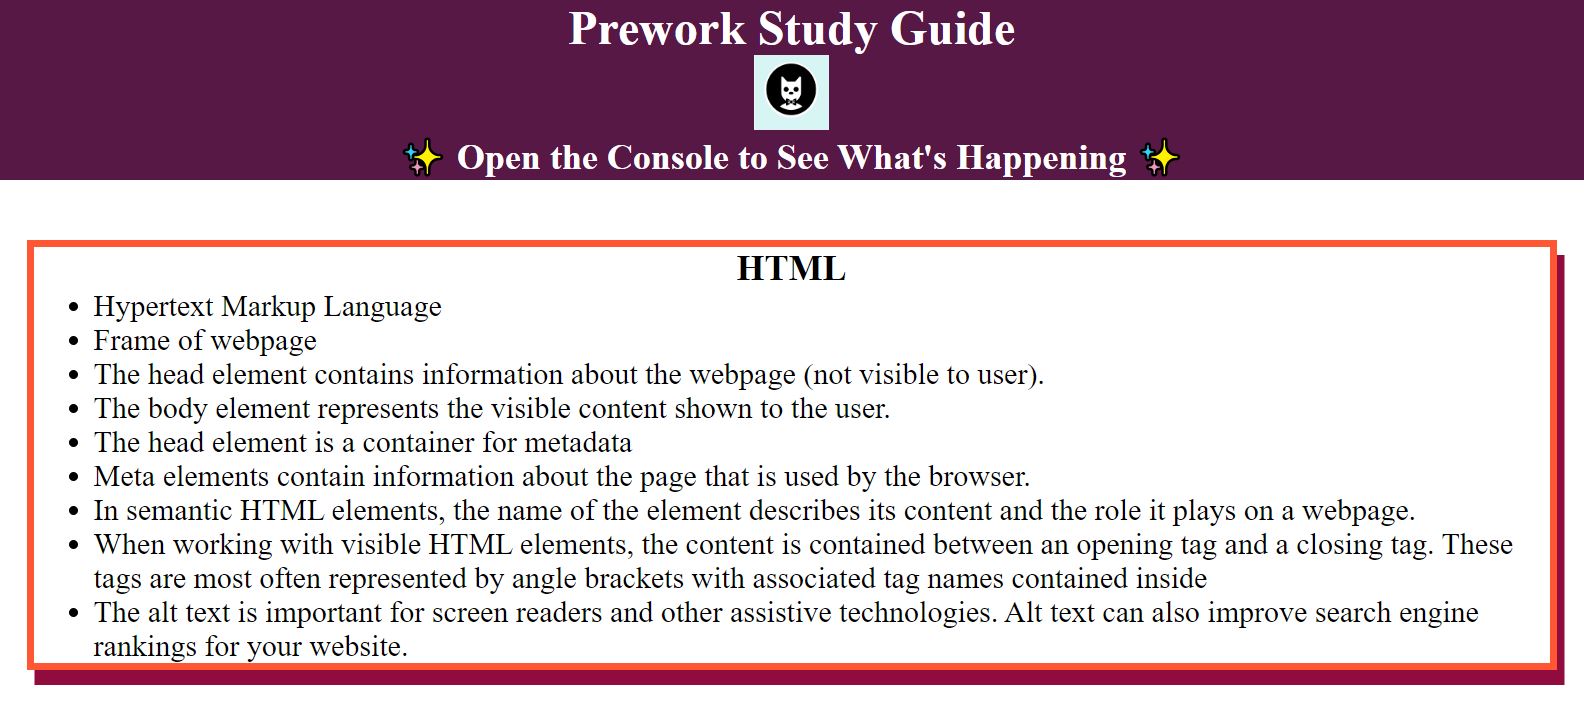 Prework Study Guide
✨ Open the Console to See What's Happening ✨
HTML
• Hypertext Markup Language
• Frame of webpage
• The head element contains information about the webpage (not visible to user).
• The body element represents the visible content shown to the user.
• The head element is a container for metadata
• Meta elements contain information about the page that is used by the browser.
• In semantic HTML elements, the name of the element describes its content and the role it plays on a webpage.
• When working with visible HTML elements, the content is contained between an opening tag and a closing tag. These
tags are most often represented by angle brackets with associated tag names contained inside
• The alt text is important for screen readers and other assistive technologies. Alt text can also improve search engine
rankings for your website.